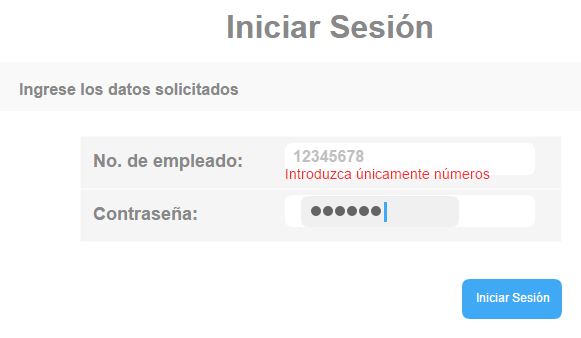 Iniciar Sesión
Ingrese los datos solicitados
No. de empleado: 12345678
Introduzca únicamente números
Contraseña: ●●●●●●
Iniciar Sesión